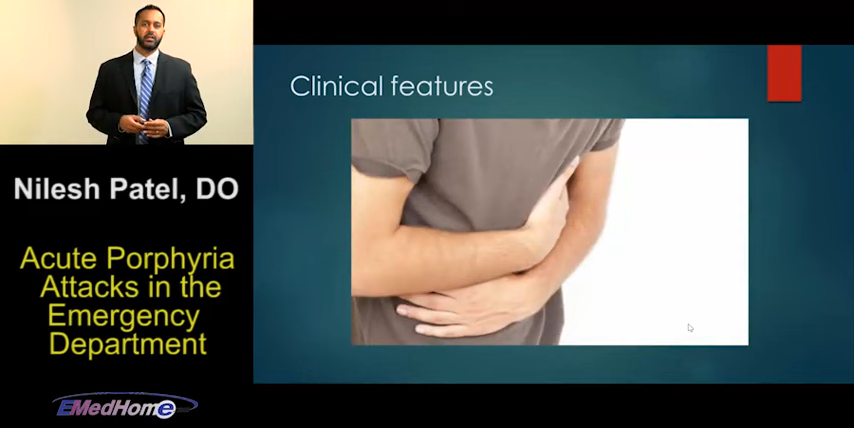 Clinical features
Nilesh Patel, DO
Acute Porphyria
Attacks in the
Emergency
Department
EMedHome